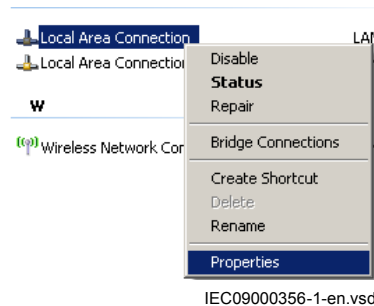 Local Area Connection LAN
Local Area Connection
Disable
Status
Repair
W
Bridge Connections
Wireless Network Con
Create Shortcut
Delete
Rename
Properties
IEC09000356-1-en.vsd